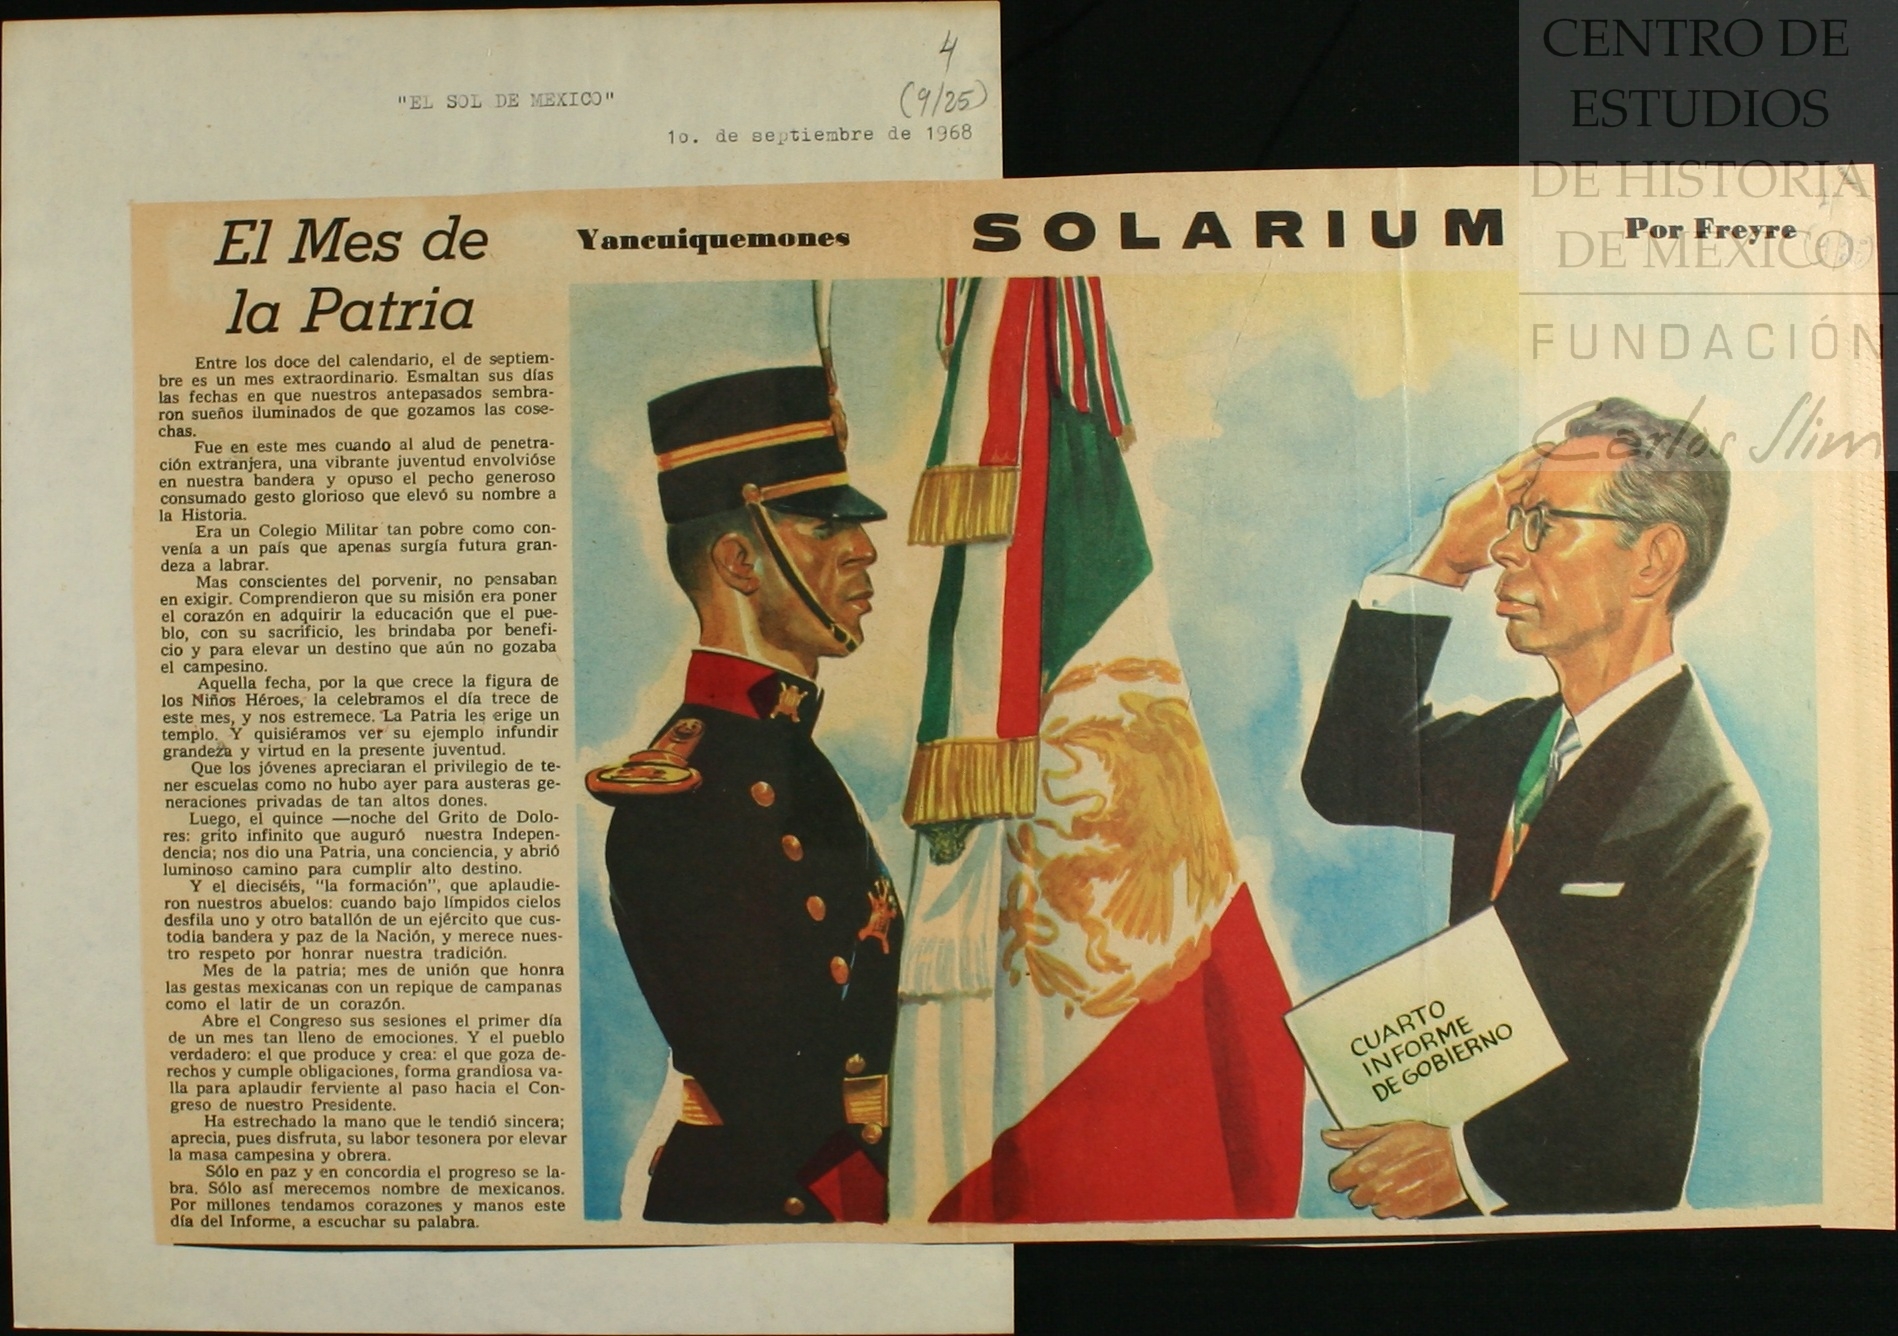 4
(9/25)
"EL SOL DE MEXICO"
1o. de septiembre de 1968
CENTRO DE
ESTUDIOS
DE HISTORIA
DE MÉXICO
FUNDACIÓN
Carlos Slim
El Mes de
la Patria
Yancuiquemones
SOLARIUM
Por Freyre
Entre los doce del calendario, el de septiem-
bre es un mes extraordinario. Esmaltan sus días
las fechas en que nuestros antepasados sembra-
ron sueños iluminados de que gozamos las cose-
chas.
Fue en este mes cuando al alud de penetra-
ción extranjera, una vibrante juventud envolvióse
en nuestra bandera y opuso el pecho generoso
consumado gesto glorioso que elevó su nombre a
la Historia.
Era un Colegio Militar tan pobre como con-
venía a un país que apenas surgía futura gran-
deza a labrar.
Mas conscientes del porvenir, no pensaban
en exigir. Comprendieron que su misión era poner
el corazón en adquirir la educación que el pue-
blo, con su sacrificio, les brindaba por benefi-
cio y para elevar un destino que aún no gozaba
el campesino.
Aquella fecha, por la que crece la figura de
los Niños Héroes, la celebramos el día trece de
este mes, y nos estremece. La Patria les erige un
templo. Y quisiéramos ver su ejemplo infundir
grandeza y virtud en la presente juventud.
Que los jóvenes apreciaran el privilegio de te-
ner escuelas como no hubo ayer para austeras ge-
neraciones privadas de tan altos dones.
Luego, el quince —noche del Grito de Dolo-
res: grito infinito que auguró nuestra Indepen-
dencia; nos dio una Patria, una conciencia, y abrió
luminoso camino para cumplir alto destino.
Y el dieciséis, "la formación", que aplaudie-
ron nuestros abuelos: cuando bajo límpidos cielos
desfila uno y otro batallón de un ejército que cus-
todia bandera y paz de la Nación, y merece nues-
tro respeto por honrar nuestra tradición.
Mes de la patria; mes de unión que honra
las gestas mexicanas con un repique de campanas
como el latir de un corazón.
Abre el Congreso sus sesiones el primer día
de un mes tan lleno de emociones. Y el pueblo
verdadero: el que produce y crea: el que goza de-
rechos y cumple obligaciones, forma grandiosa va-
lla para aplaudir ferviente al paso hacia el Con-
greso de nuestro Presidente.
Ha estrechado la mano que le tendió sincera;
aprecia, pues disfruta, su labor tesonera por elevar
la masa campesina y obrera.
Sólo en paz y en concordia el progreso se la-
bra. Sólo así merecemos nombre de mexicanos.
Por millones tendamos corazones y manos este
día del Informe, a escuchar su palabra.
CUARTO
INFORME
DE GOBIERNO